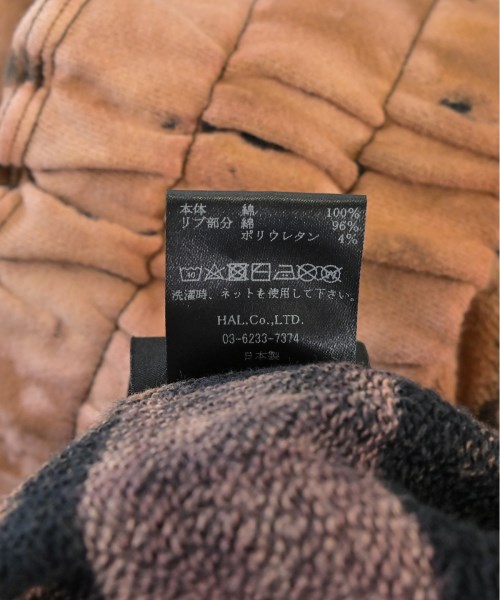 本体 綿 100%
リブ部分 綿 96%
ポリウレタン 4%
40
洗濯時、ネットを使用して下さい。
HAL.Co.,LTD.
03-6233-7374
日本製